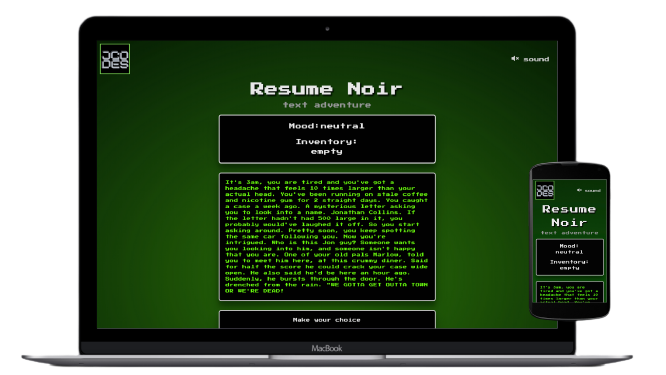 JCO
DES
sound
Resume Noir
text adventure
Mood:neutral
Inventory:
empty
It's 3am, you are tired and you've got a
headache that feels 10 times larger than your
actual head. You've been running on stale coffee
and nicotine gum for 2 straight days. You caught
a case a week ago. A mysterious letter asking
you to look into a name. Jonathan Collins. If
the letter hadn't had 500 large in it, you
probably would've laughed it off. So you start
asking around. Pretty soon, you keep spotting
the same car following you. Now you're
intrigued. Who is this Jon guy? Someone wants
you looking into him, and someone isn't happy
that you are. One of your old pals Marlow, told
you to meet him here, at this crummy diner. Said
for half the score he could crack your case wide
open. He also said he'd be here an hour ago.
Suddenly, he bursts through the door. He's
drenched from the rain. "WE GOTTA GET OUTTA TOWN
OR WE'RE DEAD!
Make your choice
MacBook
JCO
DES
sound
Resume
Noir
text adventure
Mood:
neutral
Inventory:
empty
It's 3am, you are
tired and you've got a
headache that feels 10
times larger than your